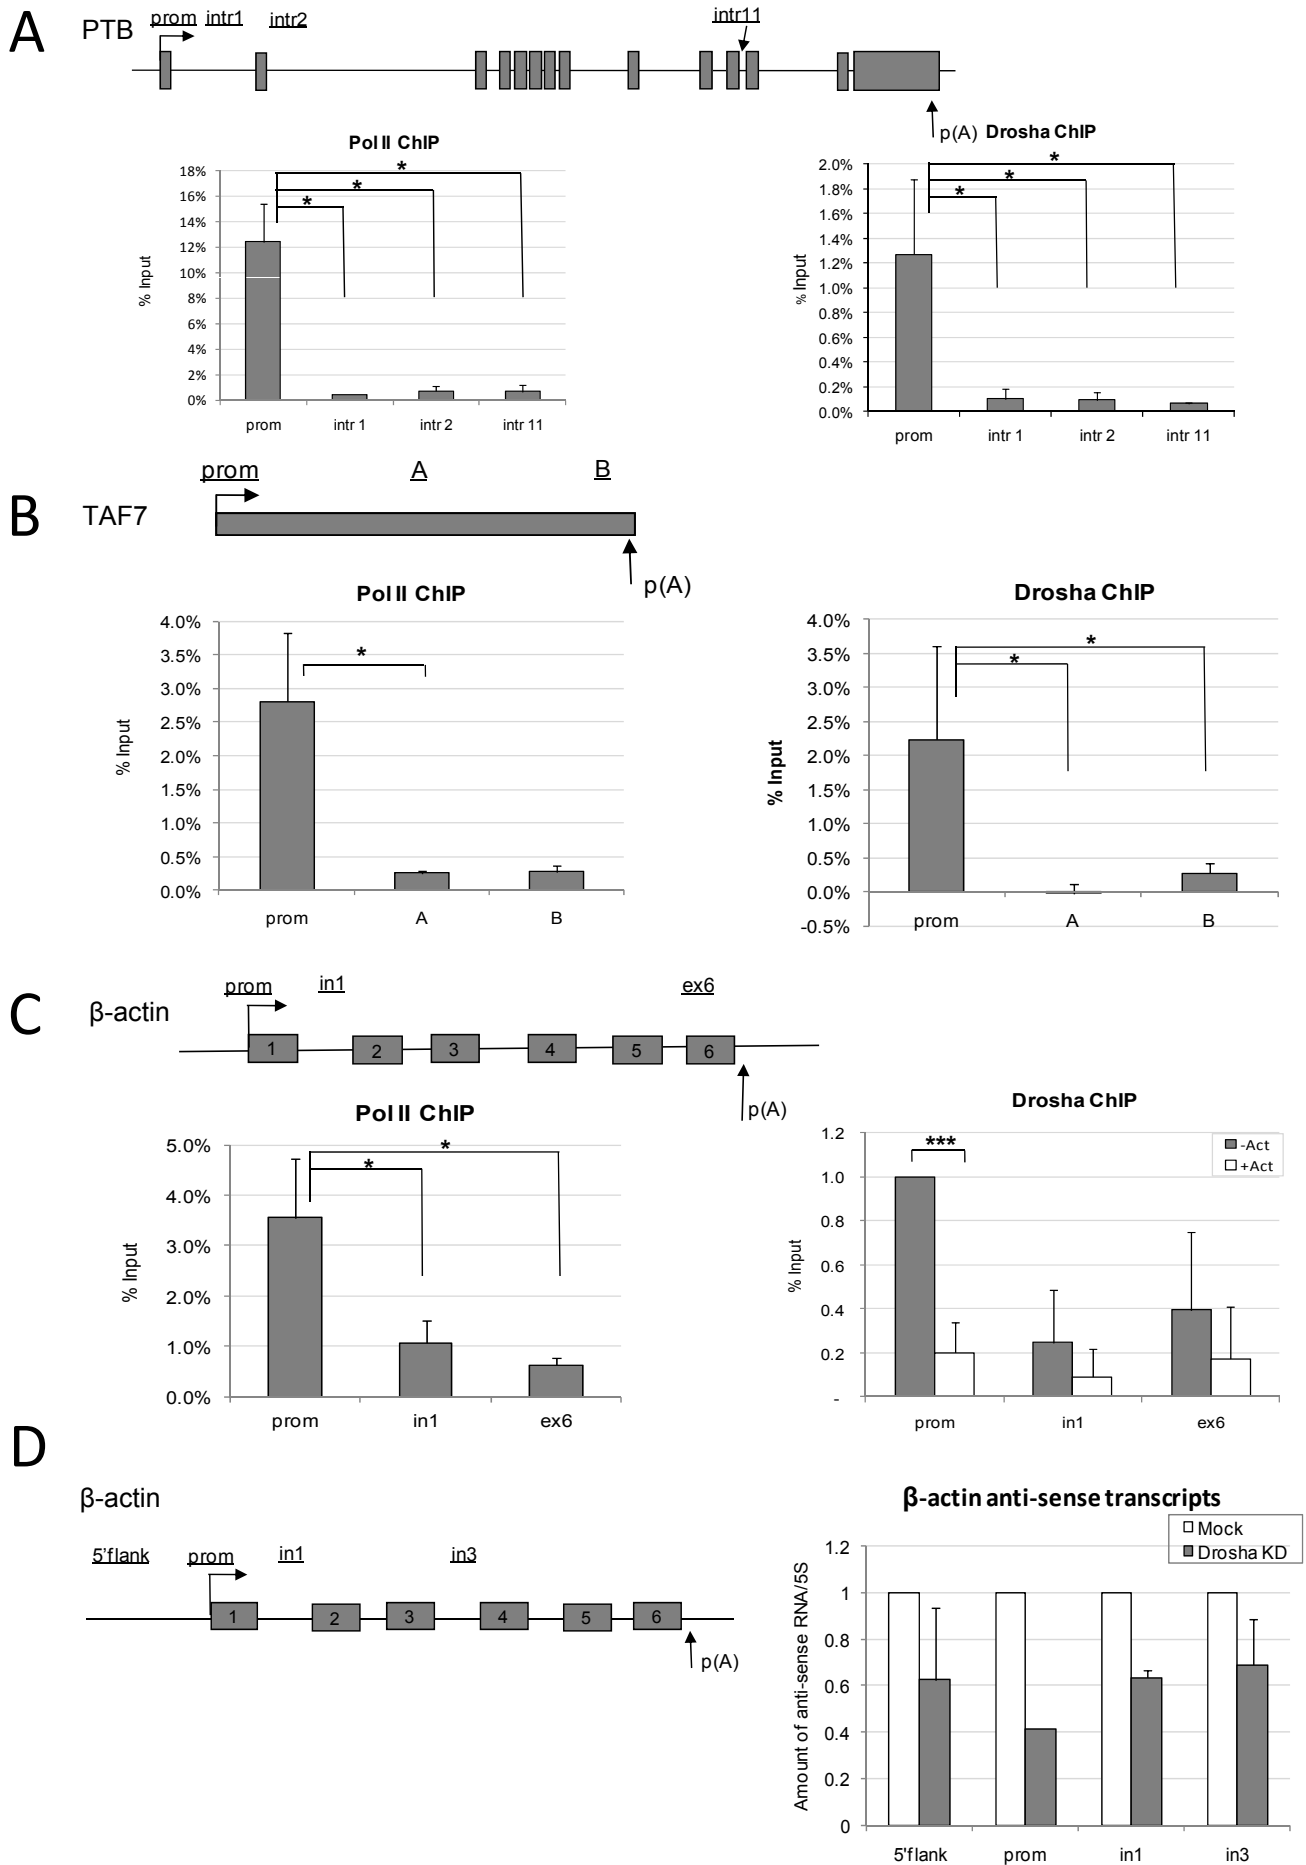 A
PTB
prom intr1 intr2 intr11
p(A)
Pol II ChIP
18%
16%
14%
12%
10%
8%
6%
4%
2%
0%
% Input
* * *
prom intr 1 intr 2 intr 11
Drosha ChIP
2.0%
1.8%
1.6%
1.4%
1.2%
1.0%
0.8%
0.6%
0.4%
0.2%
0.0%
% Input
* * *
prom intr 1 intr 2 intr 11
B
TAF7
prom A B
p(A)
Pol II ChIP
4.0%
3.5%
3.0%
2.5%
2.0%
1.5%
1.0%
0.5%
0.0%
% Input
*
prom A B
Drosha ChIP
4.0%
3.5%
3.0%
2.5%
2.0%
1.5%
1.0%
0.5%
0.0%
-0.5%
% Input
* *
prom A B
C
β-actin
prom in1 ex6
1 2 3 4 5 6
p(A)
Pol II ChIP
5.0%
4.0%
3.0%
2.0%
1.0%
0.0%
% Input
* *
prom in1 ex6
Drosha ChIP
1.2
1.0
0.8
0.6
0.4
0.2
-
% Input
***
-Act
+Act
prom in1 ex6
D
β-actin
5'flank prom in1 in3
1 2 3 4 5 6
p(A)
β-actin anti-sense transcripts
Mock
Drosha KD
1.2
1
0.8
0.6
0.4
0.2
0
Amount of anti-sense RNA/5S
5'flank prom in1 in3